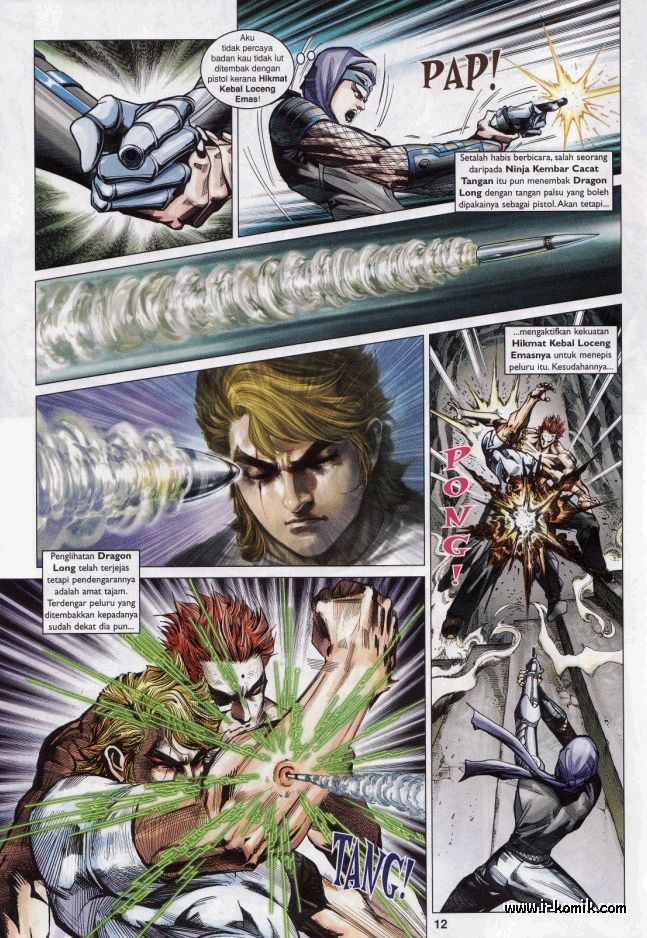 Aku
tidak percaya
badan kau tidak lut
ditembak dengan
pistol kerana Hikmat
Kebal Loceng
Emas!
PAP!
Setalah habis berbicara, salah seorang
daripada Ninja Kembar Cacat
Tangan itu pun menembak Dragon
Long dengan tangan palsu yang boleh
dipakainya sebagai pistol. Akan tetapi...
Penglihatan Dragon
Long telah terjejas
tetapi pendengarannya
adalah amat tajam.
Terdengar peluru yang
ditembakkan kepadanya
sudah dekat dia pun...
TANG!
...mengaktifkan kekuatan
Hikmat Kebal Loceng
Emasnya untuk menepis
peluru itu. Kesudahannya...
PONG!
12
www.ir-komik.com